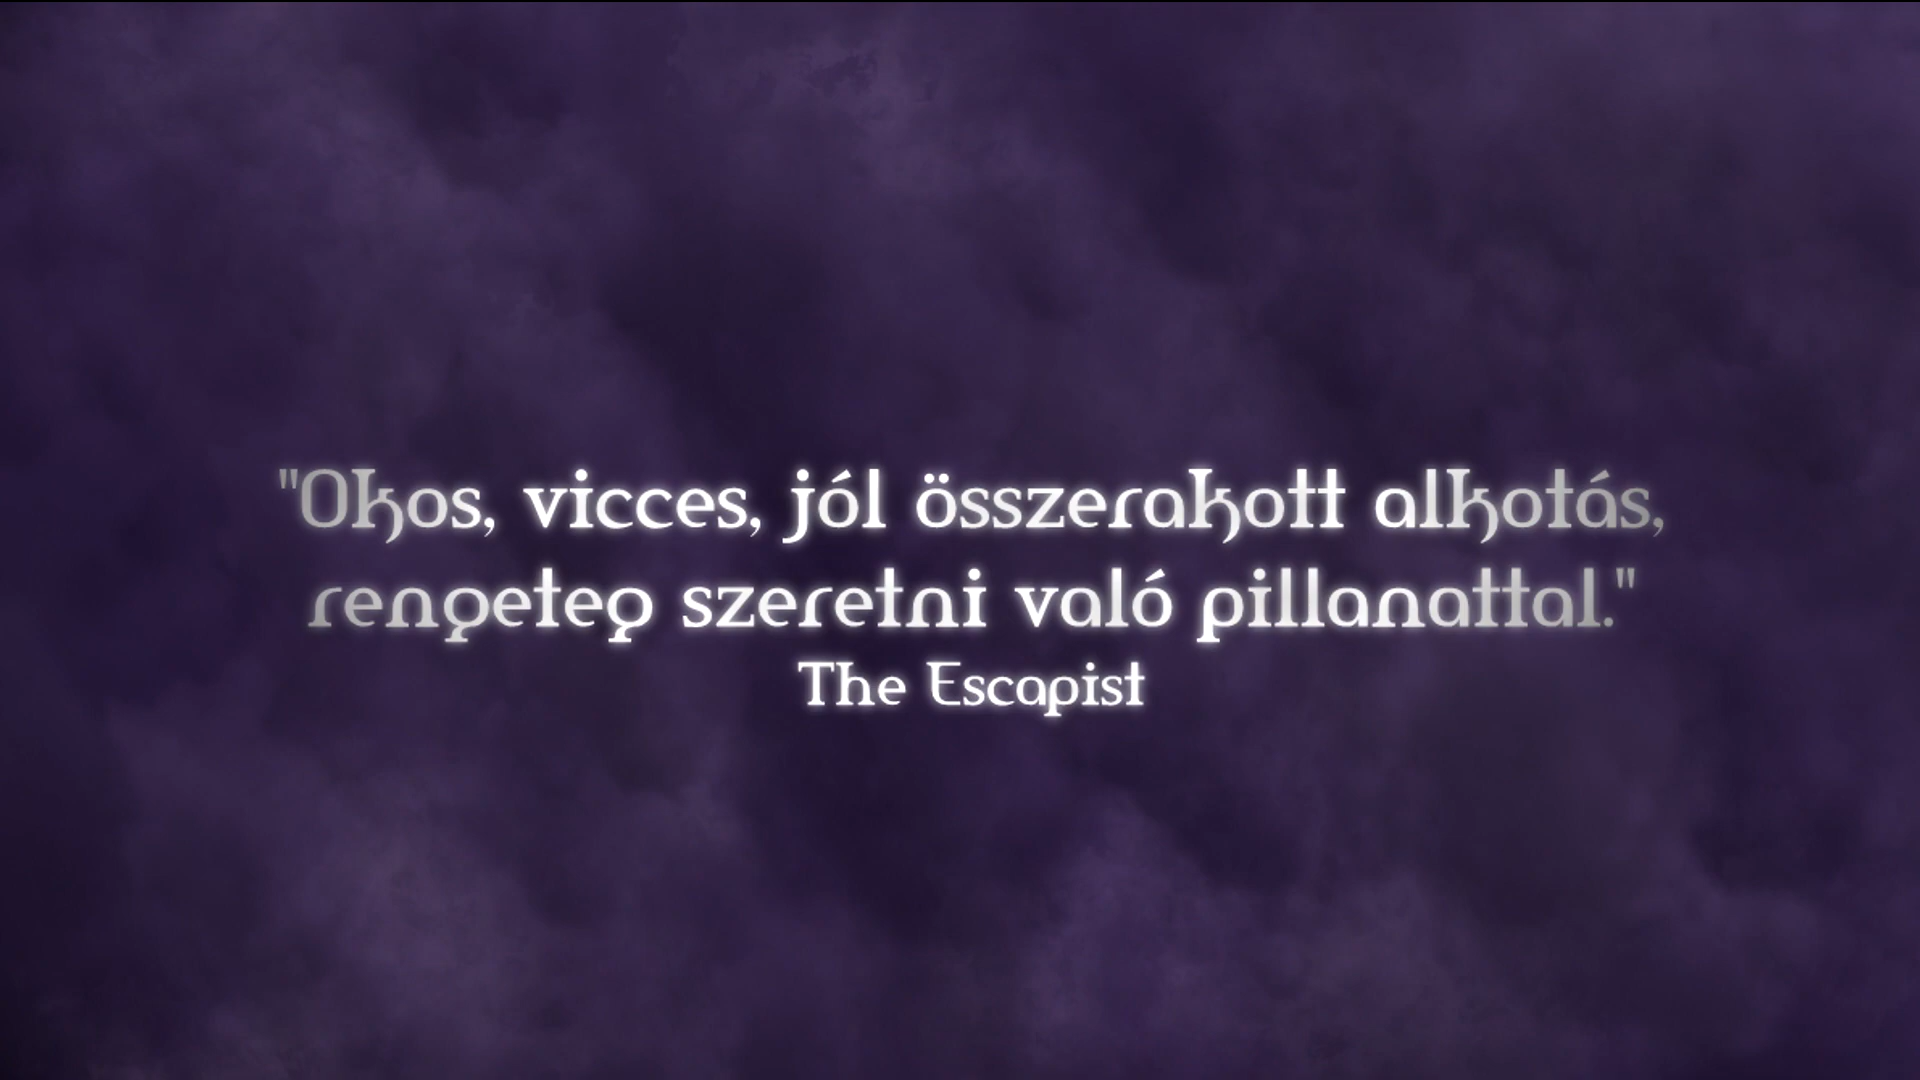 "Okos, vicces, jól összerakott alkotás,
rengeteg szeretni való pillanattal."
The Escapist